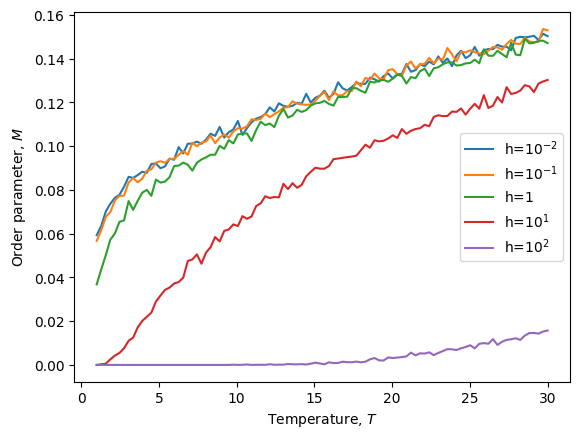 0.16
0.14
0.12
0.10
0.08
0.06
0.04
0.02
0.00
Order parameter, M
h=10⁻²
h=10⁻¹
h=1
h=10¹
h=10²
0 5 10 15 20 25 30
Temperature, T